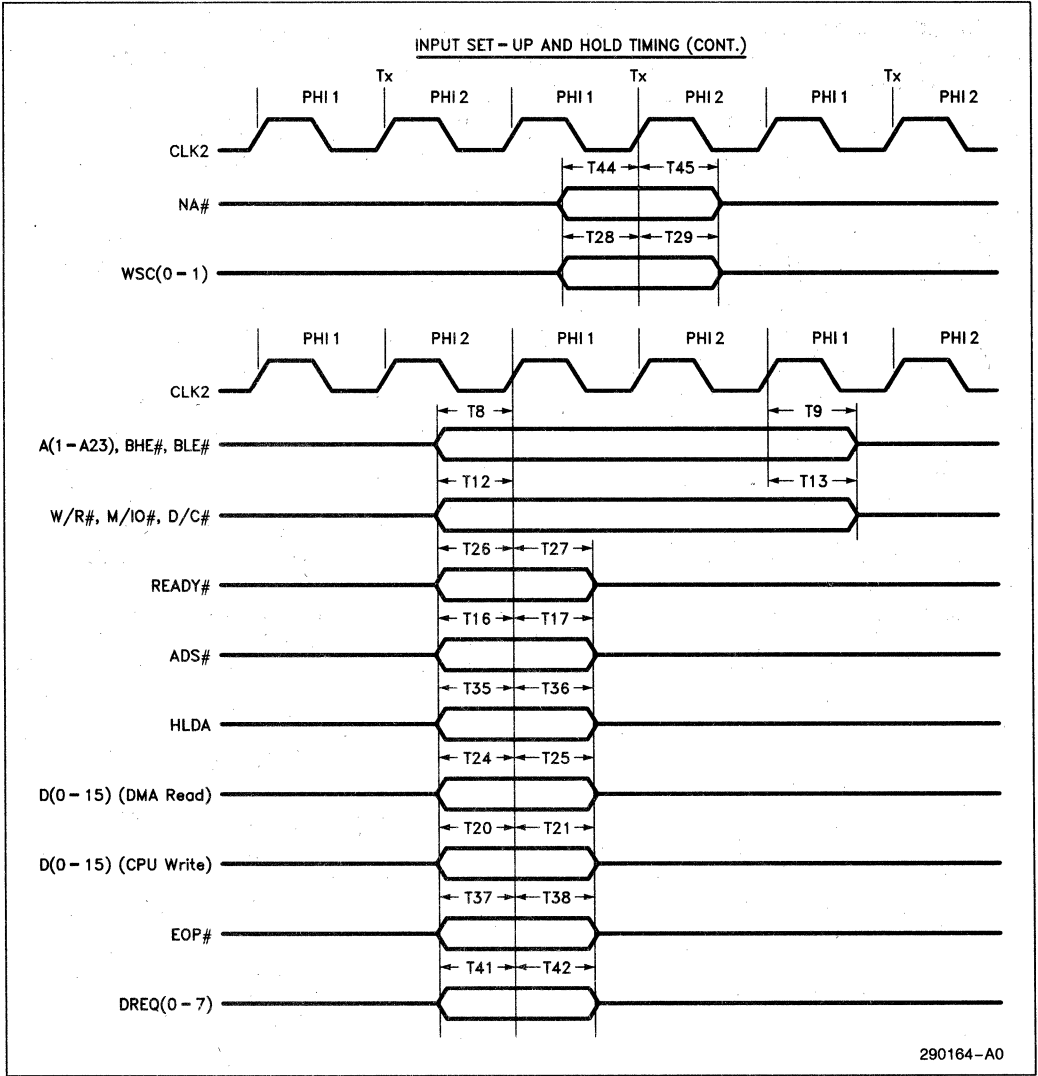 INPUT SET-UP AND HOLD TIMING (CONT.)
Tx Tx Tx
PHI 1 PHI 2 PHI 1 PHI 2 PHI 1 PHI 2
CLK2
T44 T45
NA#
T28 T29
WSC(0-1)
PHI 1 PHI 2 PHI 1 PHI 2 PHI 1 PHI 2
CLK2
T8 T9
A(1-A23), BHE#, BLE#
T12 T13
W/R#, M/IO#, D/C#
T26 T27
READY#
T16 T17
ADS#
T35 T36
HLDA
T24 T25
D(0-15) (DMA Read)
T20 T21
D(0-15) (CPU Write)
T37 T38
EOP#
T41 T42
DREQ(0-7)
290164-A0